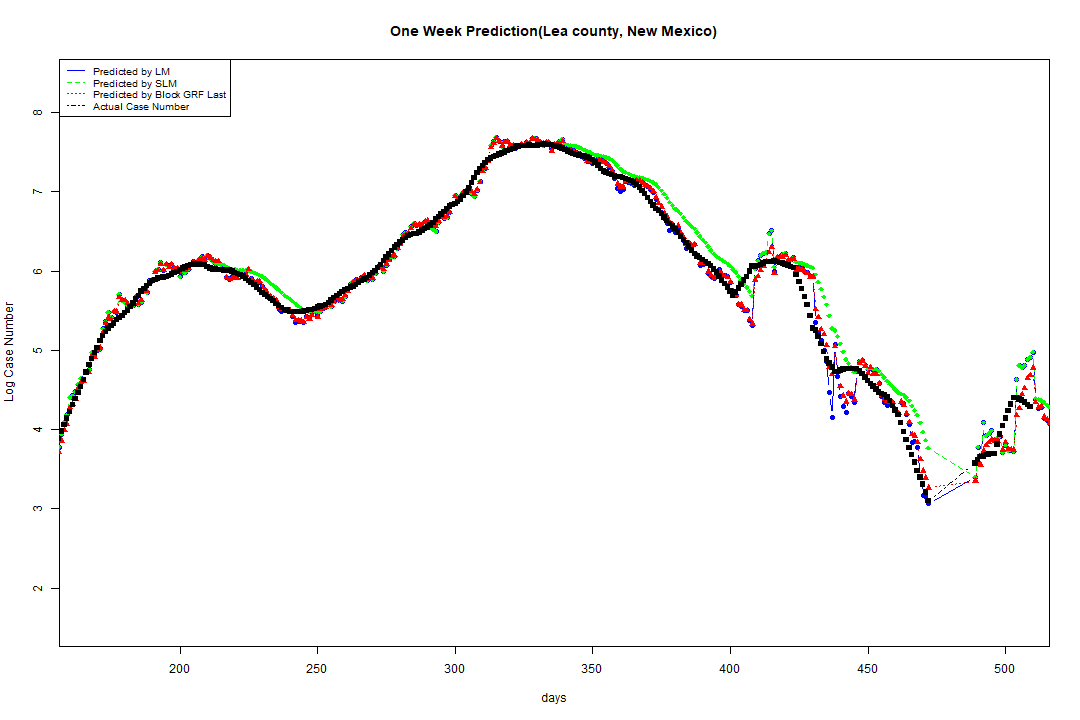 One Week Prediction(Lea county, New Mexico)
Predicted by LM
Predicted by SLM
Predicted by Block GRF Last
Actual Case Number
8
7
6
5
4
3
2
Log Case Number
200 250 300 350 400 450 500
days